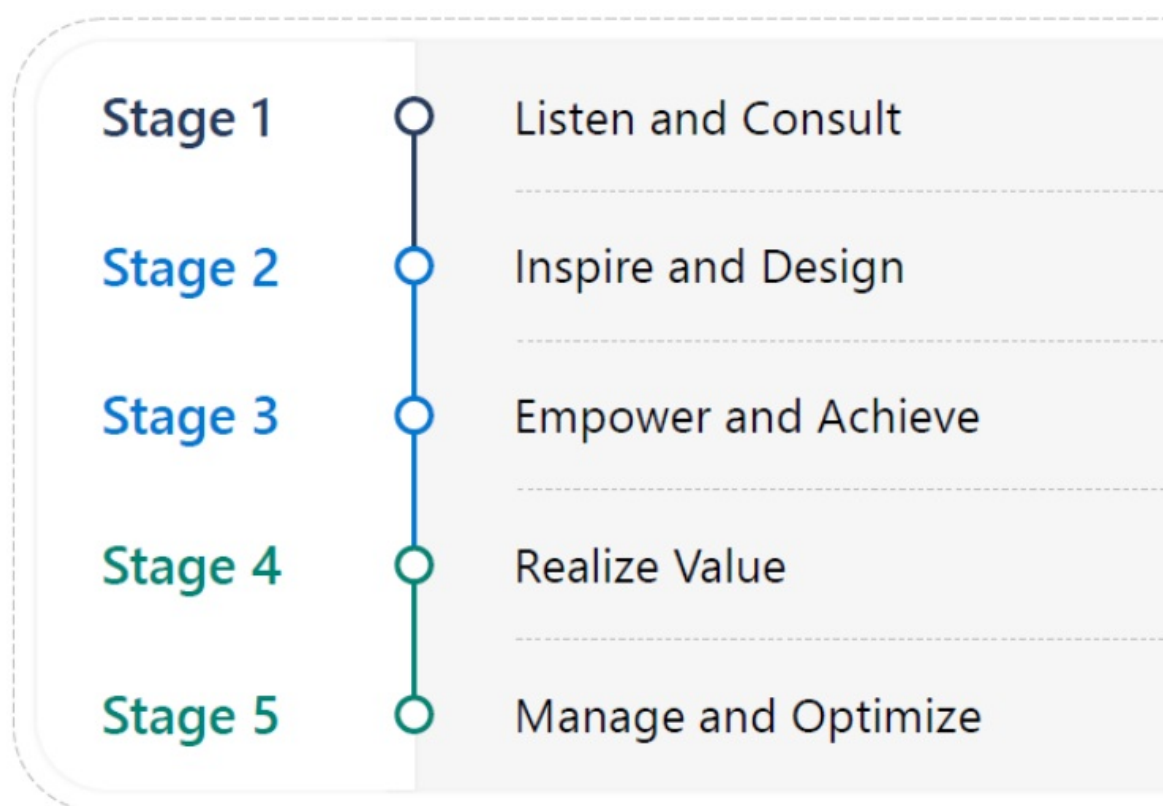 Stage 1 Listen and Consult
Stage 2 Inspire and Design
Stage 3 Empower and Achieve
Stage 4 Realize Value
Stage 5 Manage and Optimize